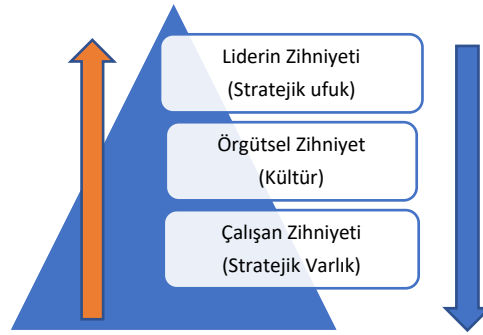 Liderin Zihniyeti
(Stratejik ufuk)
Örgütsel Zihniyet
(Kültür)
Çalışan Zihniyeti
(Stratejik Varlık)